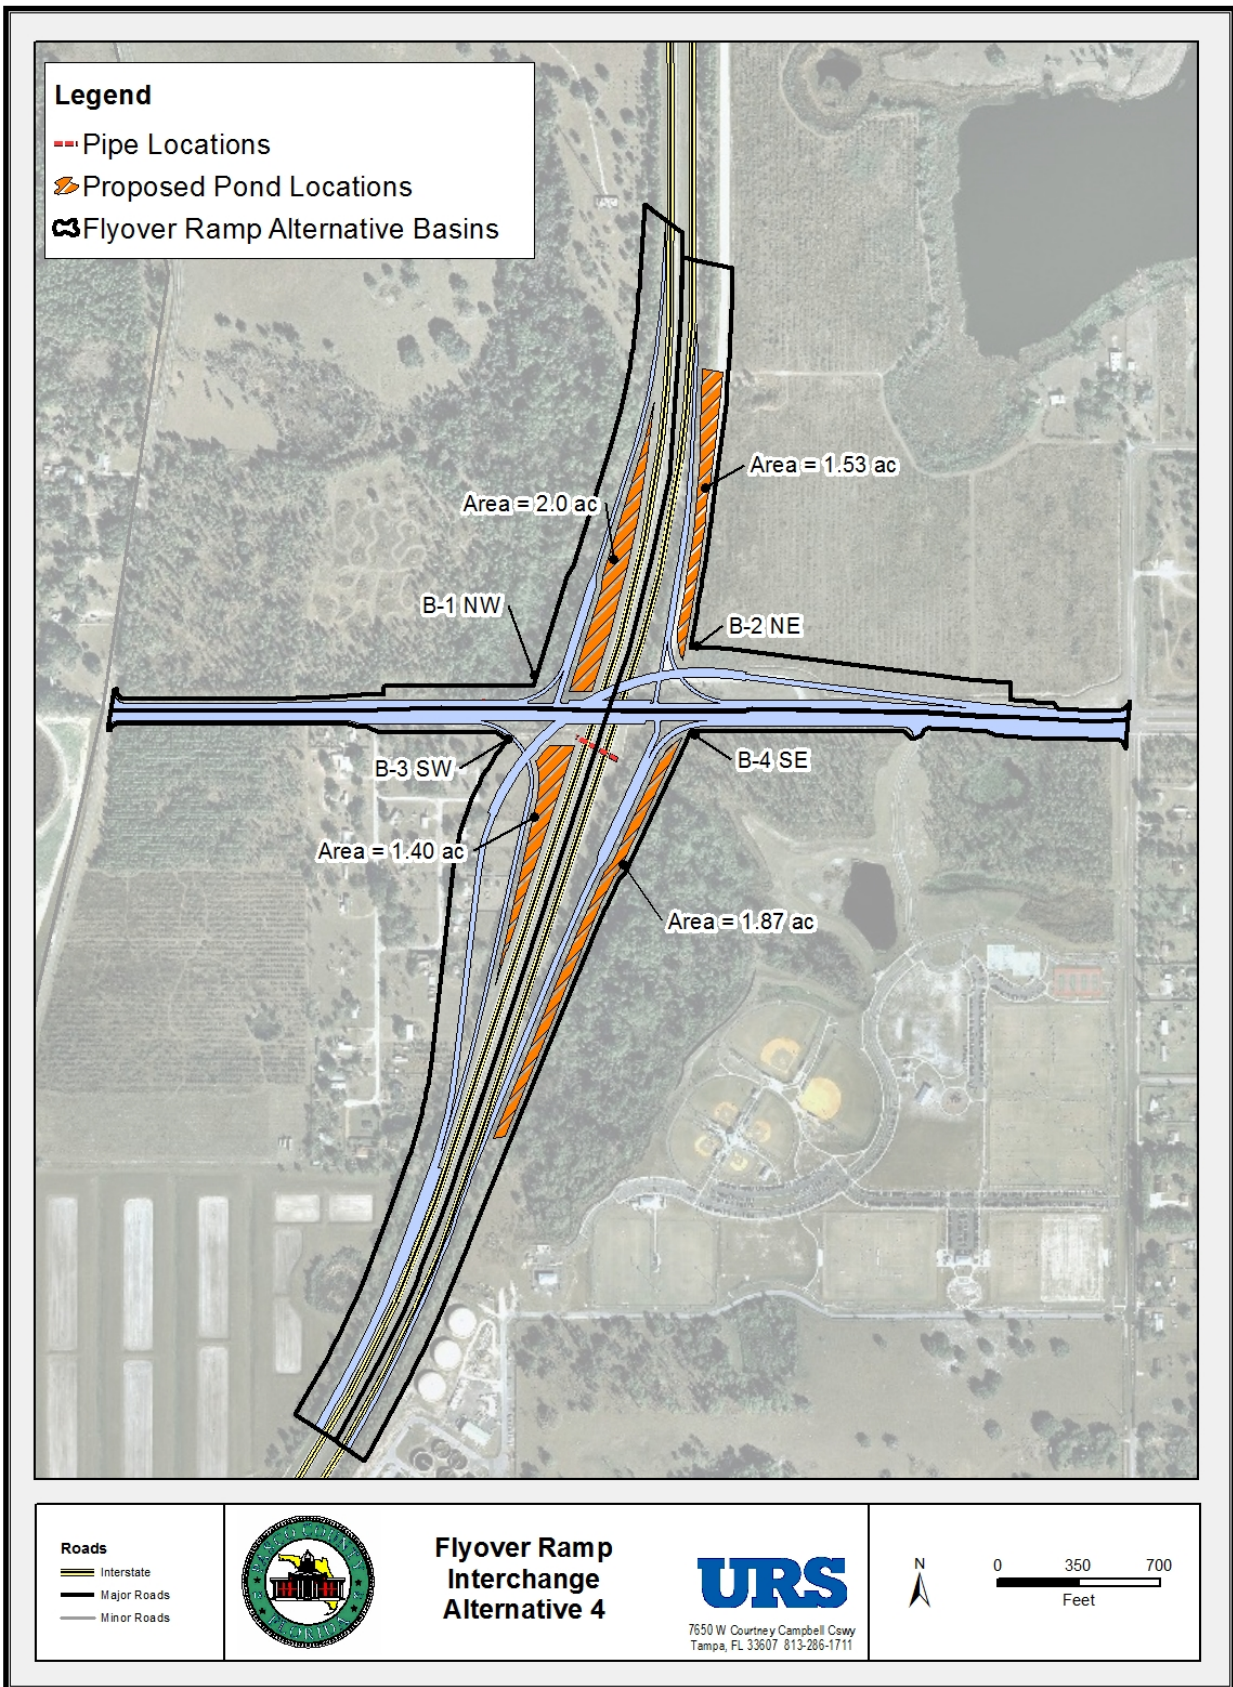 Legend
Pipe Locations
Proposed Pond Locations
Flyover Ramp Alternative Basins
Area = 1.53 ac
Area = 2.0 ac
B-1 NW
B-2 NE
B-3 SW
B-4 SE
Area = 1.40 ac
Area = 1.87 ac
Roads
Interstate
Major Roads
Minor Roads
PASCO COUNTY
FLORIDA
Flyover Ramp
Interchange
Alternative 4
URS
7650 W Courtney Campbell Cswy
Tampa, FL 33607 813-286-1711
N
0 350 700
Feet